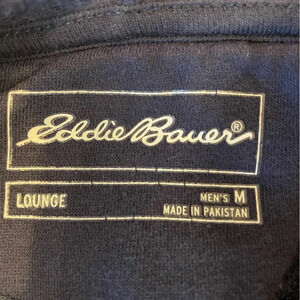 Eddie Bauer®
LOUNGE
MEN'S M
MADE IN PAKISTAN